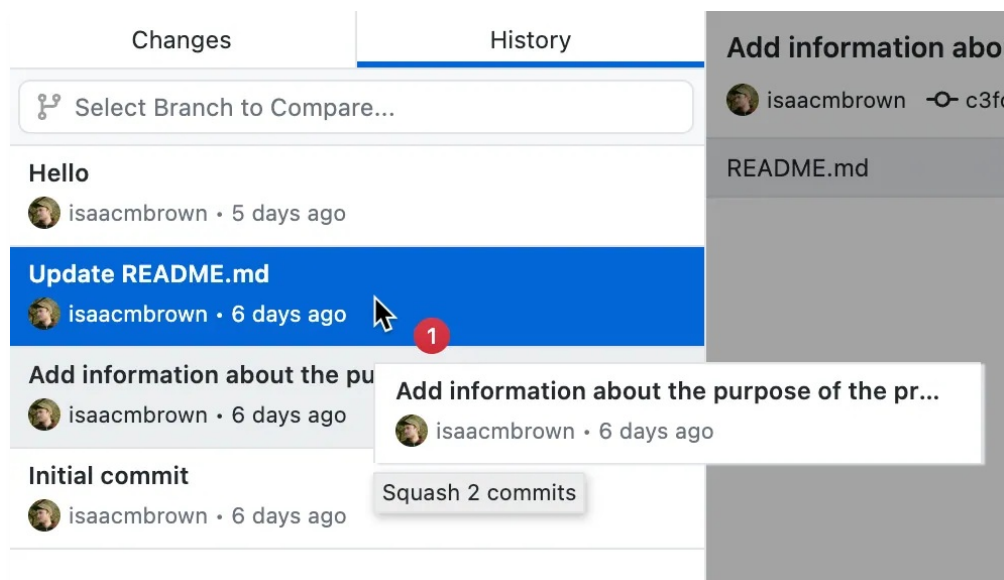 Changes
History
Select Branch to Compare...
Hello
isaacmbrown • 5 days ago
Update README.md
isaacmbrown • 6 days ago
1
Add information about the pu
isaacmbrown • 6 days ago
Initial commit
isaacmbrown • 6 days ago
Add information about the purpose of the pr...
isaacmbrown • 6 days ago
Squash 2 commits
Add information abo
isaacmbrown
c3fc
README.md